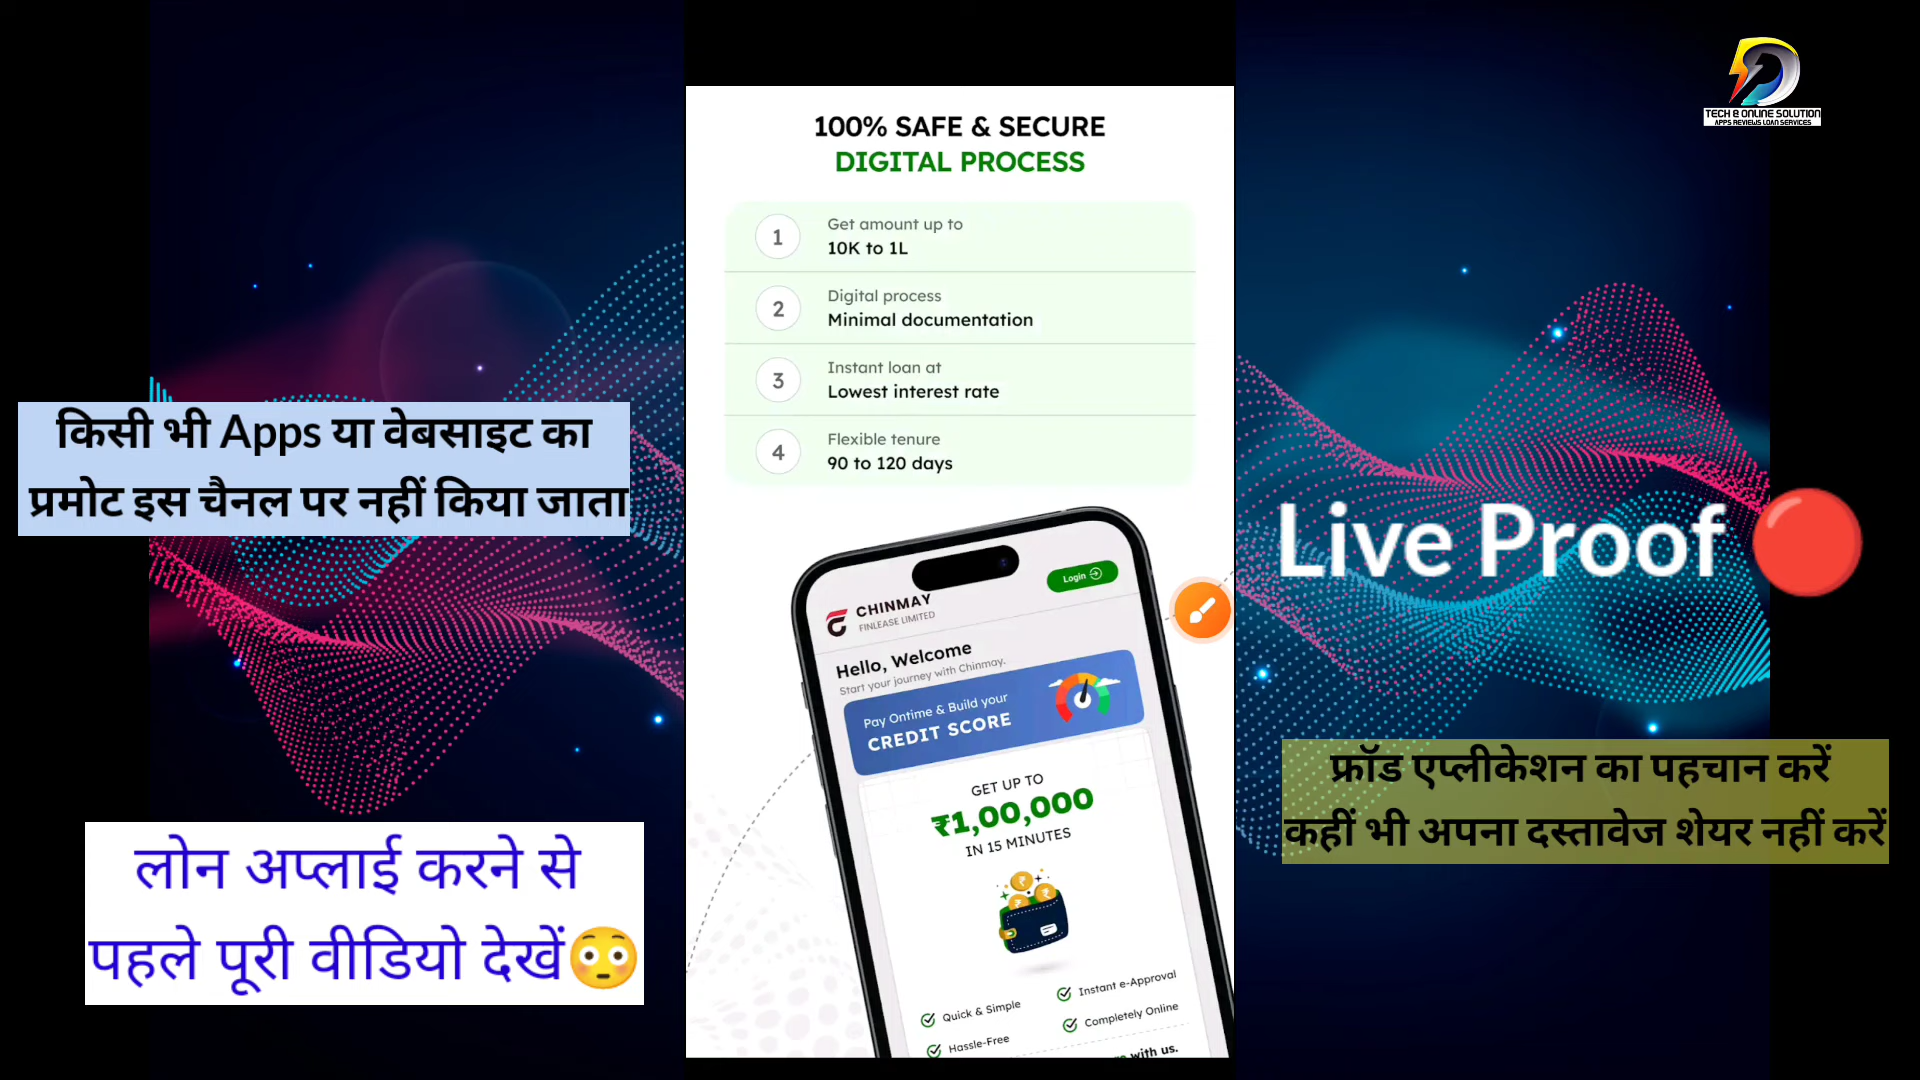 TECH & ONLINE SOLUTION
APPS REVIEWS LOAN SERVICES
100% SAFE & SECURE
DIGITAL PROCESS
1
Get amount up to
10K to 1L
2
Digital process
Minimal documentation
3
Instant loan at
Lowest interest rate
4
Flexible tenure
90 to 120 days
किसी भी Apps या वेबसाइट का
प्रमोट इस चैनल पर नहीं किया जाता
Live Proof
CHINMAY
FINLEASE LIMITED
Login
Hello, Welcome
Start your journey with Chinmay.
Pay Ontime & Build your
CREDIT SCORE
GET UP TO
₹1,00,000
IN 15 MINUTES
Quick & Simple
Instant e-Approval
Hassle-Free
Completely Online
with us.
लोन अप्लाई करने से
पहले पूरी वीडियो देखें😳
फ्रॉड एप्लीकेशन का पहचान करें
कहीं भी अपना दस्तावेज शेयर नहीं करें